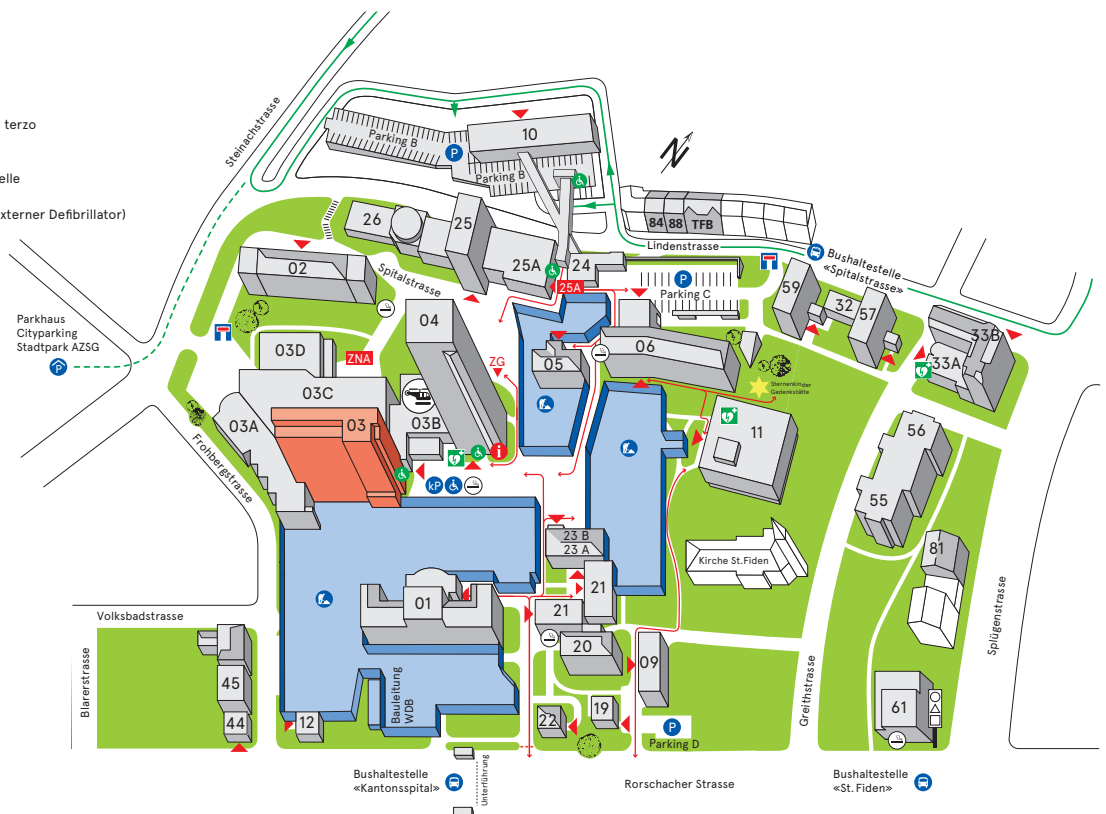 terzo
elle
xterner Defibrillator)
Steinachstrasse
Parking B
P
10
Parking B
N
84
88
TFB
Lindenstrasse
Bushaltestelle
«Spitalstrasse»
26
25
25A
24
02
Spitalstrasse
25A
P
Parking C
59
32
57
33B
33A
Parkhaus
Cityparking
Stadtpark AZSG
P
04
03D
ZNA
ZG
05
06
Sternenkinder
Gedenkstätte
03C
03A
03
03B
i
kP
11
56
55
Frohbergstrasse
23 B
23 A
Kirche St. Fiden
81
21
21
01
20
09
Volksbadstrasse
Blarerstrasse
45
44
12
Bauleitung
WDB
22
19
P
Parking D
Greithstrasse
61
Splügenstrasse
Unterführung
Bushaltestelle
«Kantonsspital»
Rorschacher Strasse
Bushaltestelle
«St. Fiden»